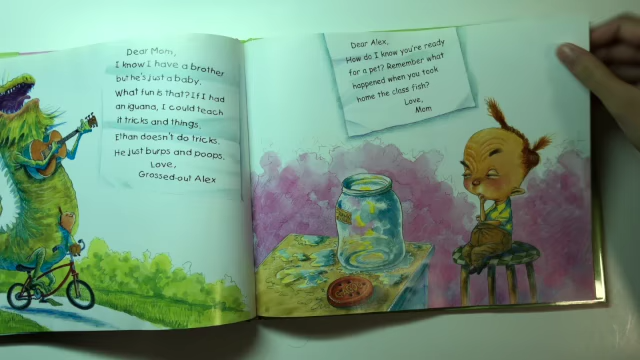 Dear Mom,
I know I have a brother
but he's just a baby.
What fun is that? If I had
an iguana, I could teach
it tricks and things.
Ethan doesn't do tricks.
He just burps and poops.
Love,
Grossed-out Alex
Dear Alex,
How do I know you're ready
for a pet? Remember what
happened when you took
home the class fish?
Love,
Mom